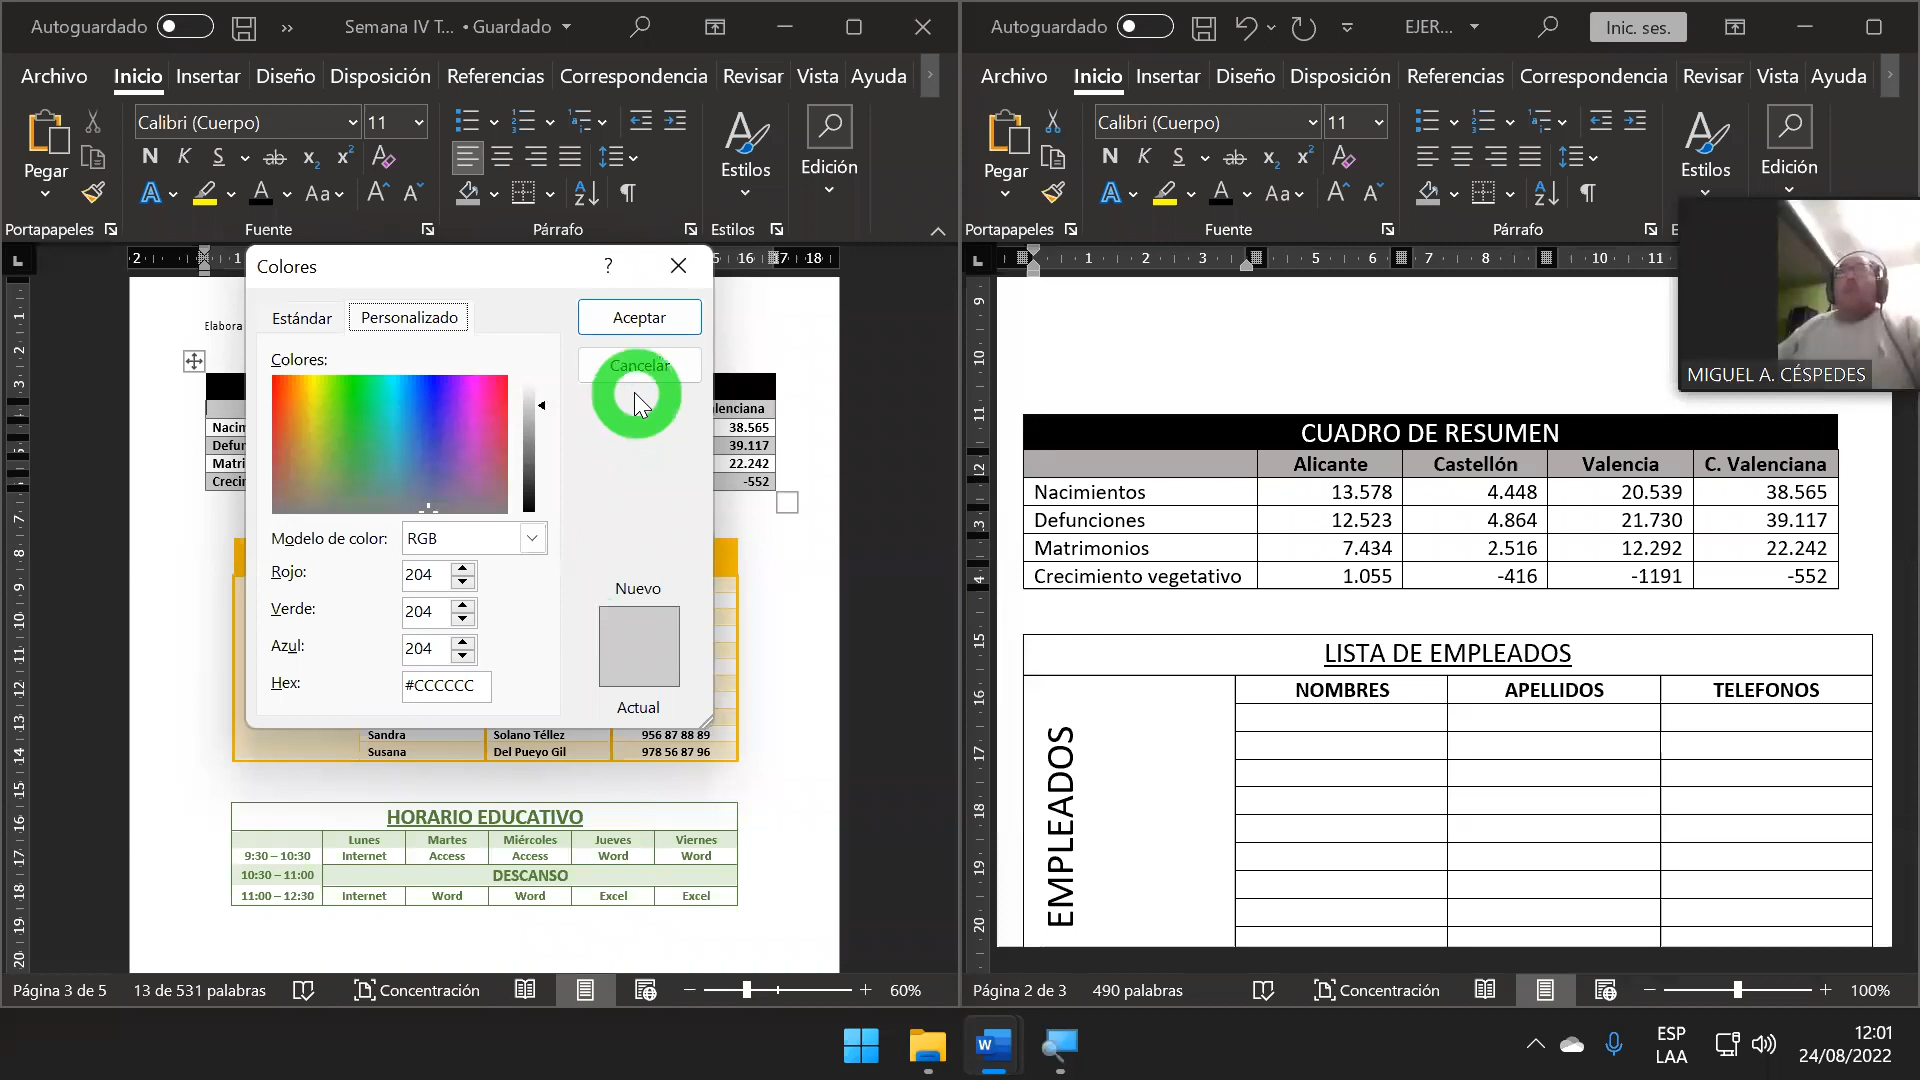 Autoguardado
Semana IV T... • Guardado
Archivo Inicio Insertar Diseño Disposición Referencias Correspondencia Revisar Vista Ayuda
Pegar
Calibri (Cuerpo) 11
N K S ab x₂ x²
A A Aa A A
Estilos
Edición
Portapapeles Fuente Párrafo Estilos
Elabora
Colores
Estándar Personalizado
Aceptar
Cancelar
Colores:
Modelo de color: RGB
Rojo: 204
Verde: 204
Azul: 204
Hex: #CCCCCC
Nuevo
Actual
lenciana
Nacim 38.565
Defun 39.117
Matri 22.242
Creci -552
Sandra Solano Téllez 956 87 88 89
Susana Del Pueyo Gil 978 56 87 96
HORARIO EDUCATIVO
Lunes Martes Miércoles Jueves Viernes
9:30 – 10:30 Internet Access Access Word Word
10:30 – 11:00 DESCANSO
11:00 – 12:30 Internet Word Word Excel Excel
Página 3 de 5 13 de 531 palabras Concentración 60%
Autoguardado
EJER...
Inic. ses.
Archivo Inicio Insertar Diseño Disposición Referencias Correspondencia Revisar Vista Ayuda
Pegar
Calibri (Cuerpo) 11
N K S ab x₂ x²
A A Aa A A
Estilos
Edición
Portapapeles Fuente Párrafo
MIGUEL A. CÉSPEDES
CUADRO DE RESUMEN
Alicante Castellón Valencia C. Valenciana
Nacimientos 13.578 4.448 20.539 38.565
Defunciones 12.523 4.864 21.730 39.117
Matrimonios 7.434 2.516 12.292 22.242
Crecimiento vegetativo 1.055 -416 -1191 -552
LISTA DE EMPLEADOS
EMPLEADOS
NOMBRES APELLIDOS TELEFONOS
Página 2 de 3 490 palabras Concentración 100%
ESP
LAA
12:01
24/08/2022